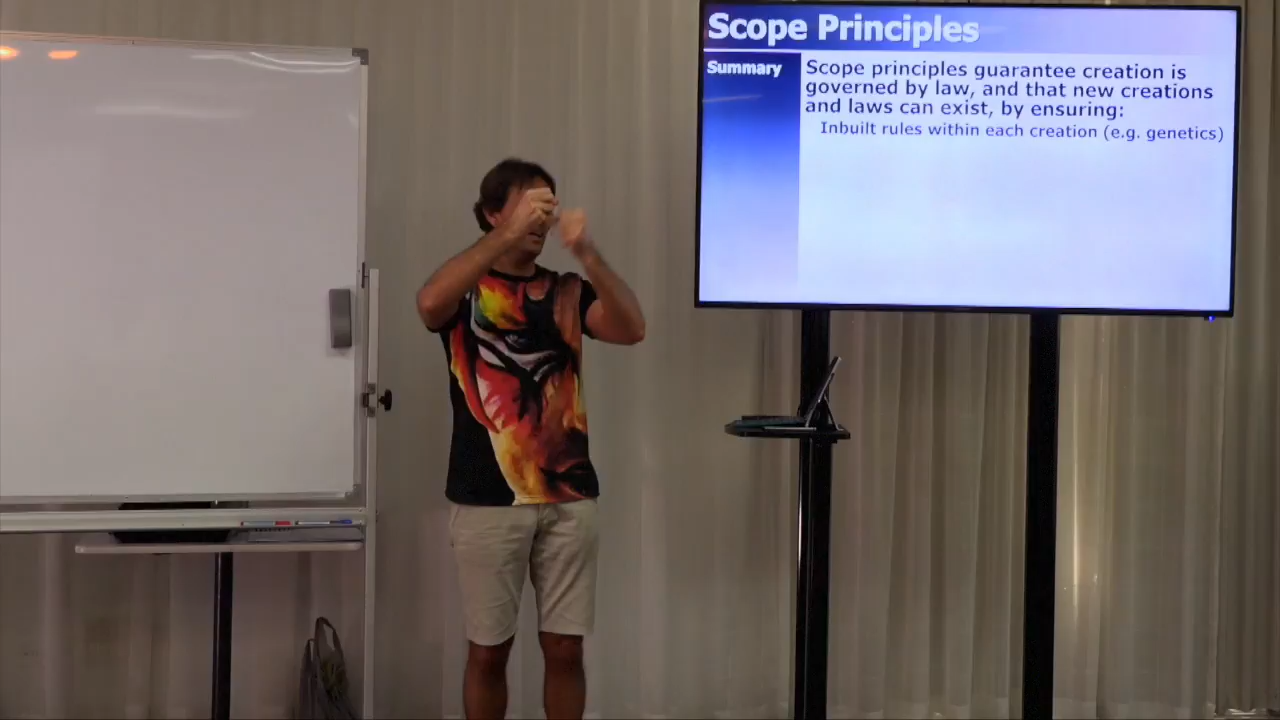 Scope Principles
Summary
Scope principles guarantee creation is
governed by law, and that new creations
and laws can exist, by ensuring:
Inbuilt rules within each creation (e.g. genetics)